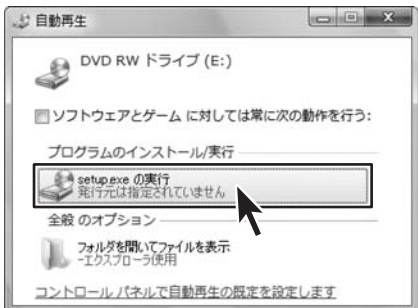 自動再生
DVD RW ドライブ (E:)
ソフトウェアとゲーム に対しては常に次の動作を行う:
プログラムのインストール/実行
setup.exe の実行
発行元は指定されていません
全般 のオプション
フォルダを開いてファイルを表示
-エクスプローラ使用
コントロール パネルで自動再生の既定を設定します